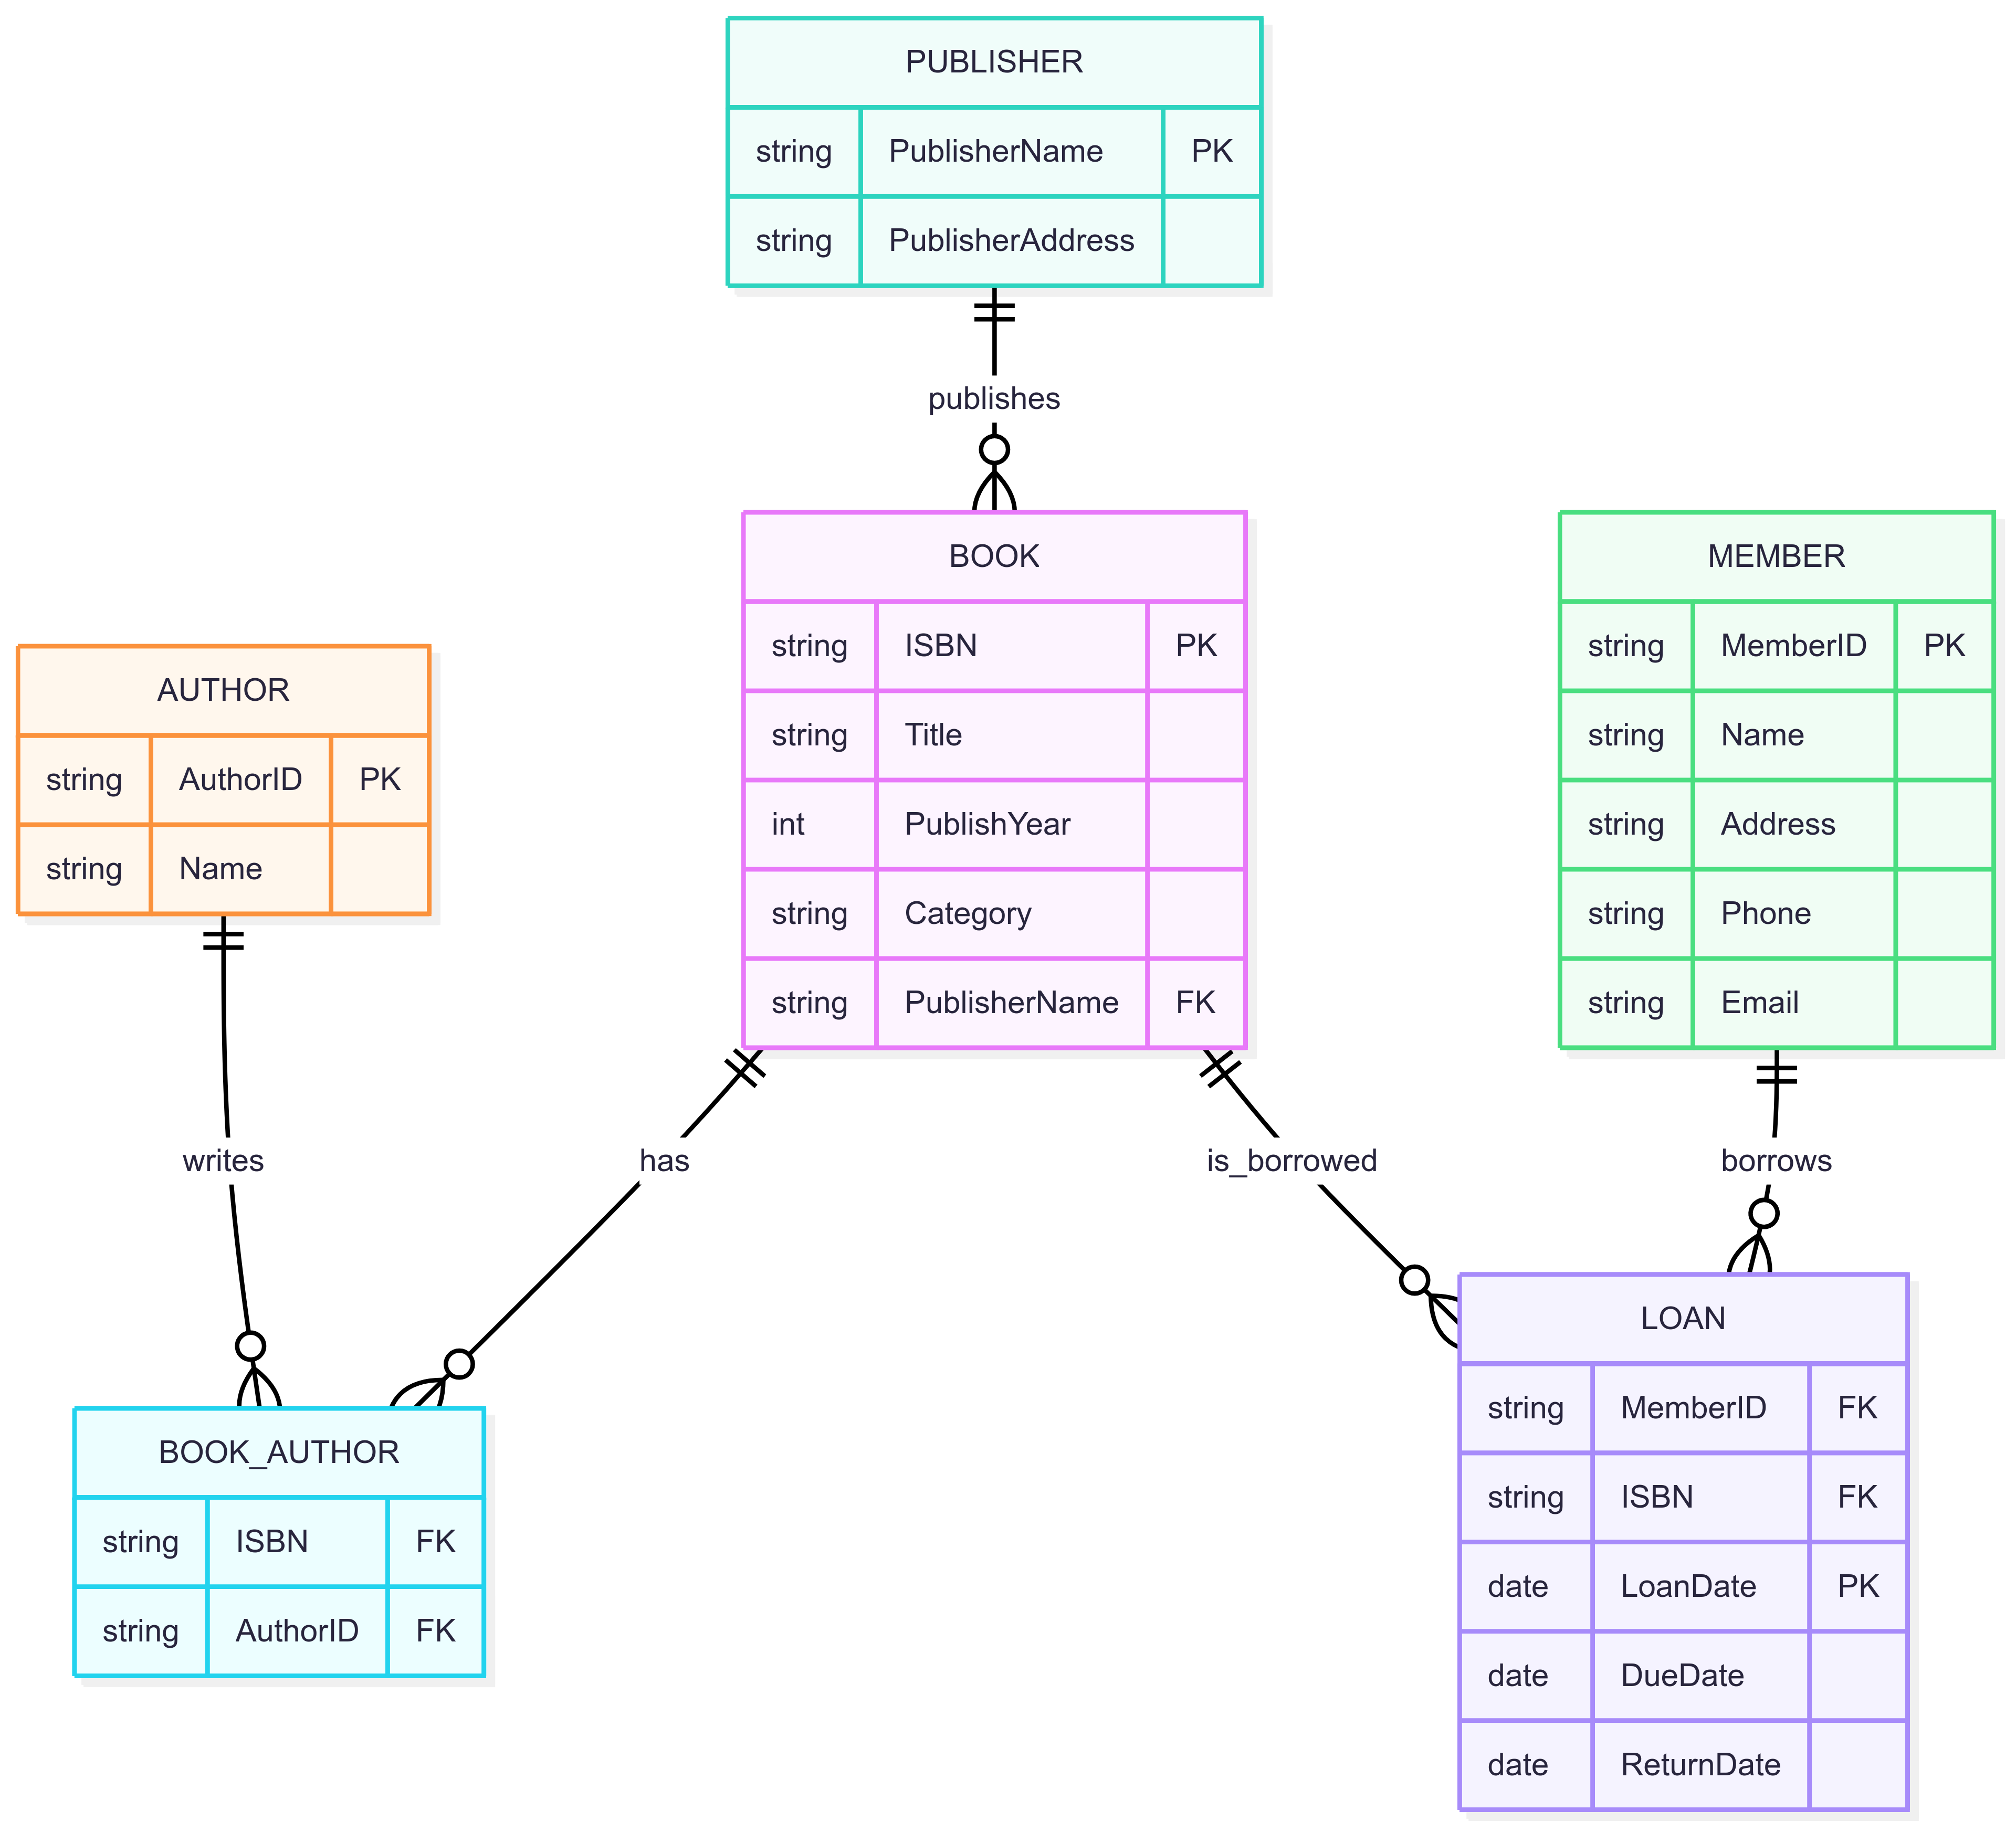 PUBLISHER
string PublisherName PK
string PublisherAddress
publishes
BOOK
string ISBN PK
string Title
int PublishYear
string Category
string PublisherName FK
MEMBER
string MemberID PK
string Name
string Address
string Phone
string Email
AUTHOR
string AuthorID PK
string Name
writes
has
is_borrowed
borrows
BOOK_AUTHOR
string ISBN FK
string AuthorID FK
LOAN
string MemberID FK
string ISBN FK
date LoanDate PK
date DueDate
date ReturnDate